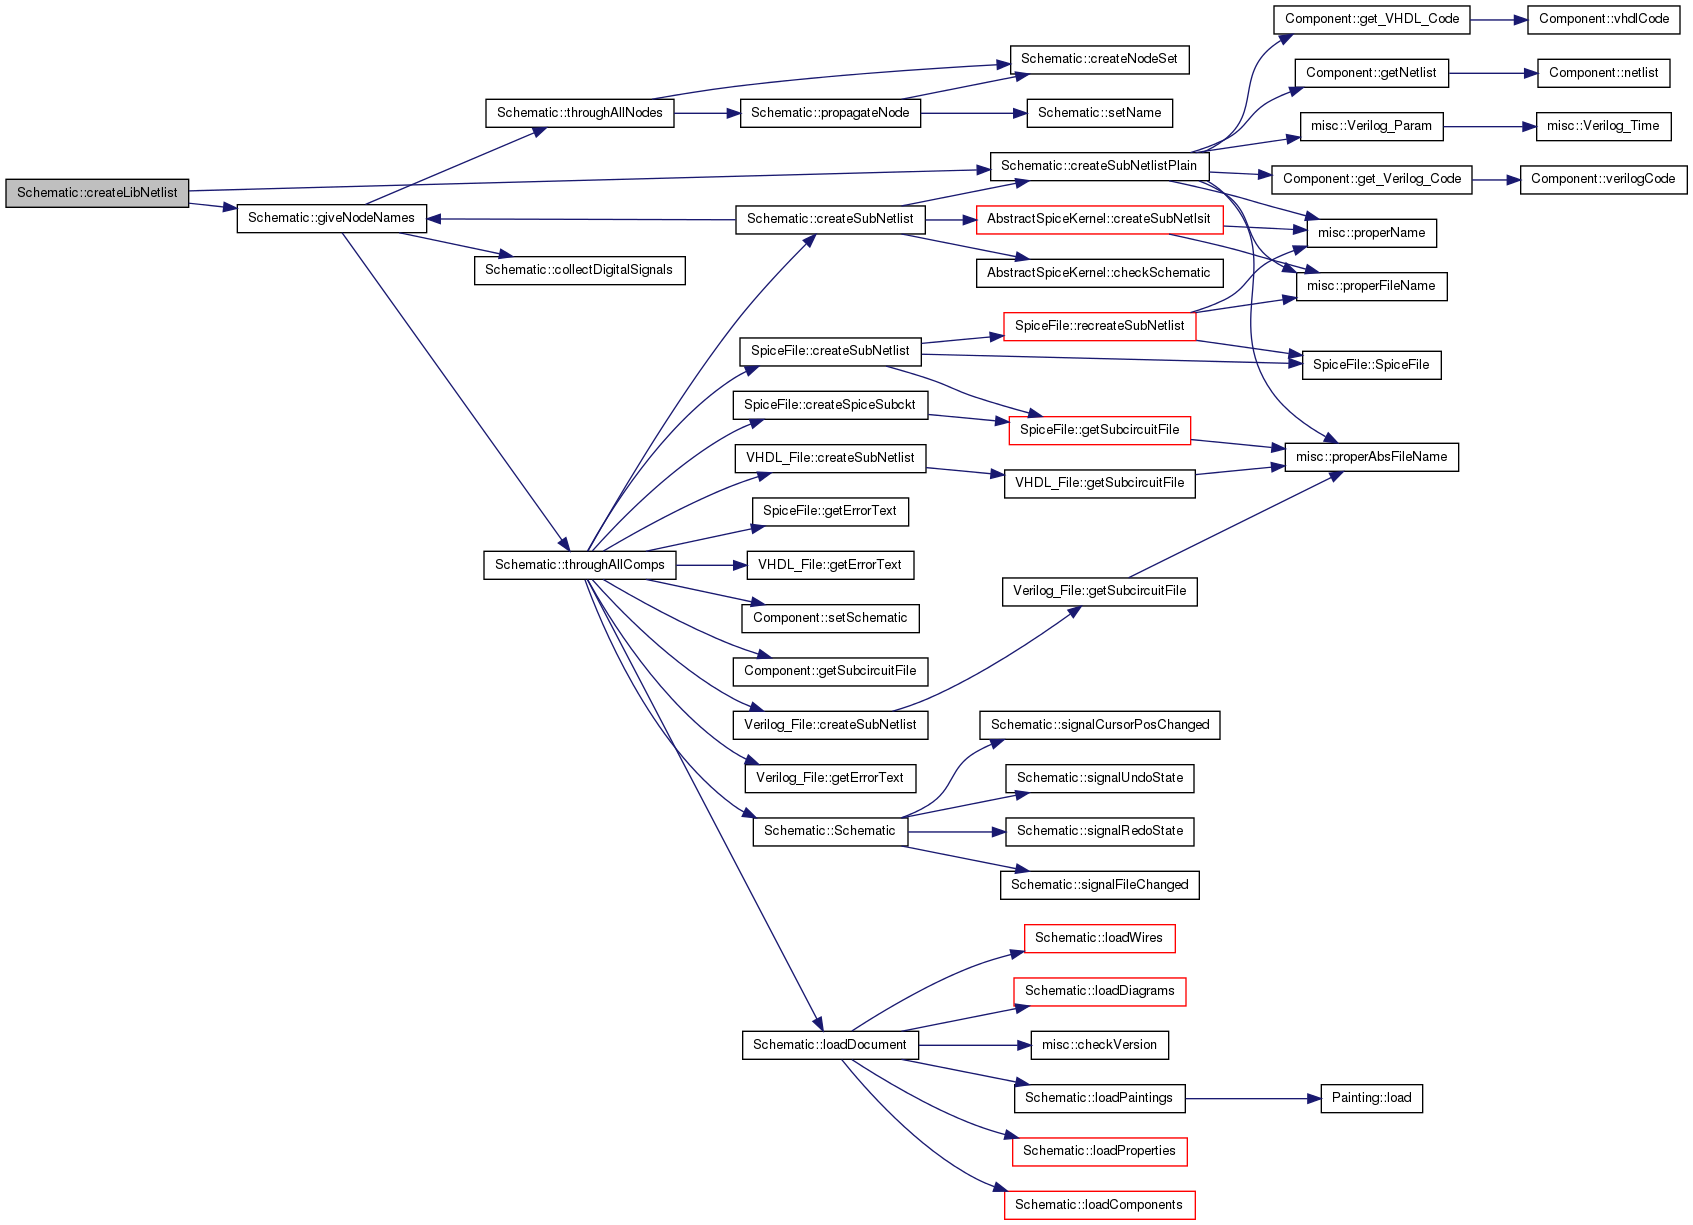 Component::get_VHDL_Code
Component::vhdlCode
Schematic::createNodeSet
Component::getNetlist
Component::netlist
Schematic::throughAllNodes
Schematic::propagateNode
Schematic::setName
misc::Verilog_Param
misc::Verilog_Time
Schematic::createSubNetlistPlain
Component::get_Verilog_Code
Component::verilogCode
Schematic::createLibNetlist
Schematic::giveNodeNames
Schematic::createSubNetlist
AbstractSpiceKernel::createSubNetlsit
misc::properName
Schematic::collectDigitalSignals
AbstractSpiceKernel::checkSchematic
misc::properFileName
SpiceFile::recreateSubNetlist
SpiceFile::createSubNetlist
SpiceFile::SpiceFile
SpiceFile::createSpiceSubckt
SpiceFile::getSubcircuitFile
VHDL_File::createSubNetlist
misc::properAbsFileName
VHDL_File::getSubcircuitFile
SpiceFile::getErrorText
Schematic::throughAllComps
VHDL_File::getErrorText
Verilog_File::getSubcircuitFile
Component::setSchematic
Component::getSubcircuitFile
Verilog_File::createSubNetlist
Schematic::signalCursorPosChanged
Verilog_File::getErrorText
Schematic::signalUndoState
Schematic::Schematic
Schematic::signalRedoState
Schematic::signalFileChanged
Schematic::loadWires
Schematic::loadDiagrams
Schematic::loadDocument
misc::checkVersion
Schematic::loadPaintings
Painting::load
Schematic::loadProperties
Schematic::loadComponents